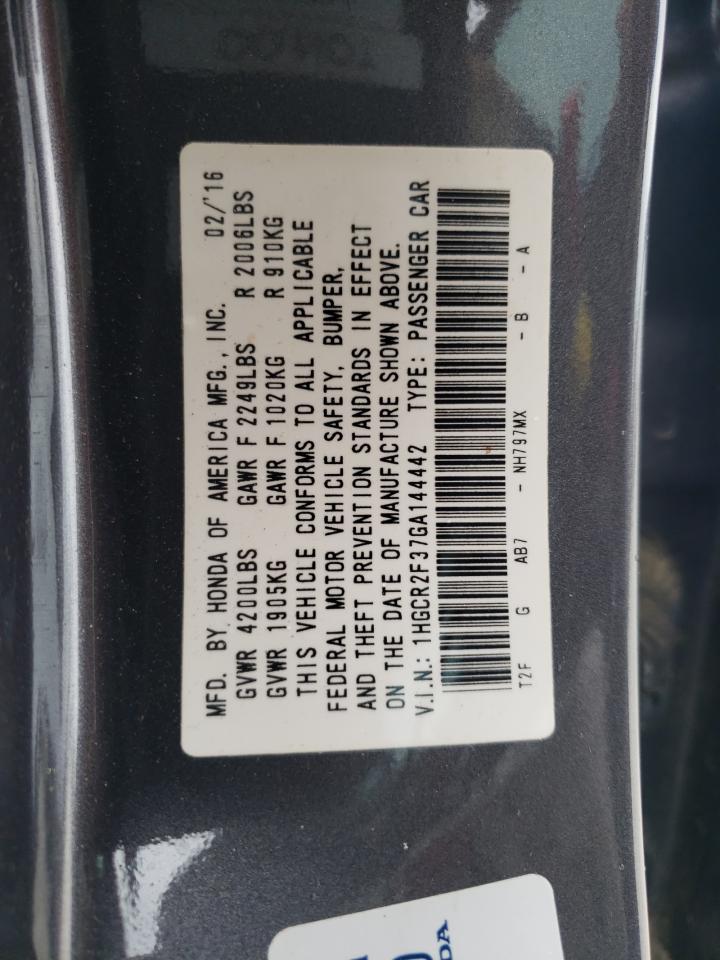 MFD. BY HONDA OF AMERICA MFG., INC. 02/'16
GVWR 4200LBS GAWR F 2249LBS R 2006LBS
GVWR 1905KG GAWR F 1020KG R 910KG
THIS VEHICLE CONFORMS TO ALL APPLICABLE
FEDERAL MOTOR VEHICLE SAFETY, BUMPER,
AND THEFT PREVENTION STANDARDS IN EFFECT
ON THE DATE OF MANUFACTURE SHOWN ABOVE.
V.I.N.: 1HGCR2F37GA144442 TYPE: PASSENGER CAR
T2F G AB7 - NH797MX - B - A